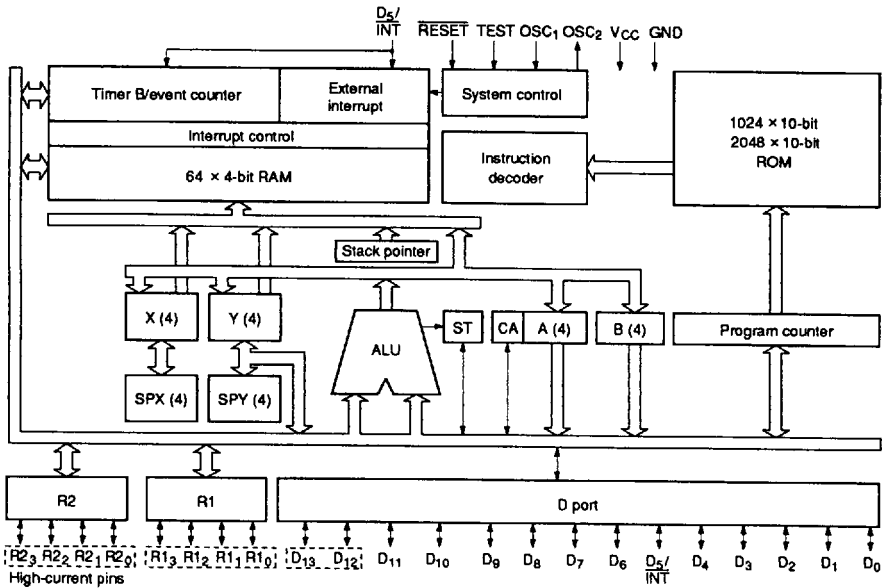 D5/
INT RESET TEST OSC1 OSC2 VCC GND
Timer B/event counter
External
interrupt
System control
1024 × 10-bit
2048 × 10-bit
ROM
Interrupt control
64 × 4-bit RAM
Instruction
decoder
Stack pointer
X (4) Y (4) ALU ST CA A (4) B (4) Program counter
SPX (4) SPY (4)
R2 R1 D port
R23 R22 R21 R20 R13 R12 R11 R10 D13 D12 D11 D10 D9 D8 D7 D6 D5/ D4 D3 D2 D1 D0
INT
High-current pins